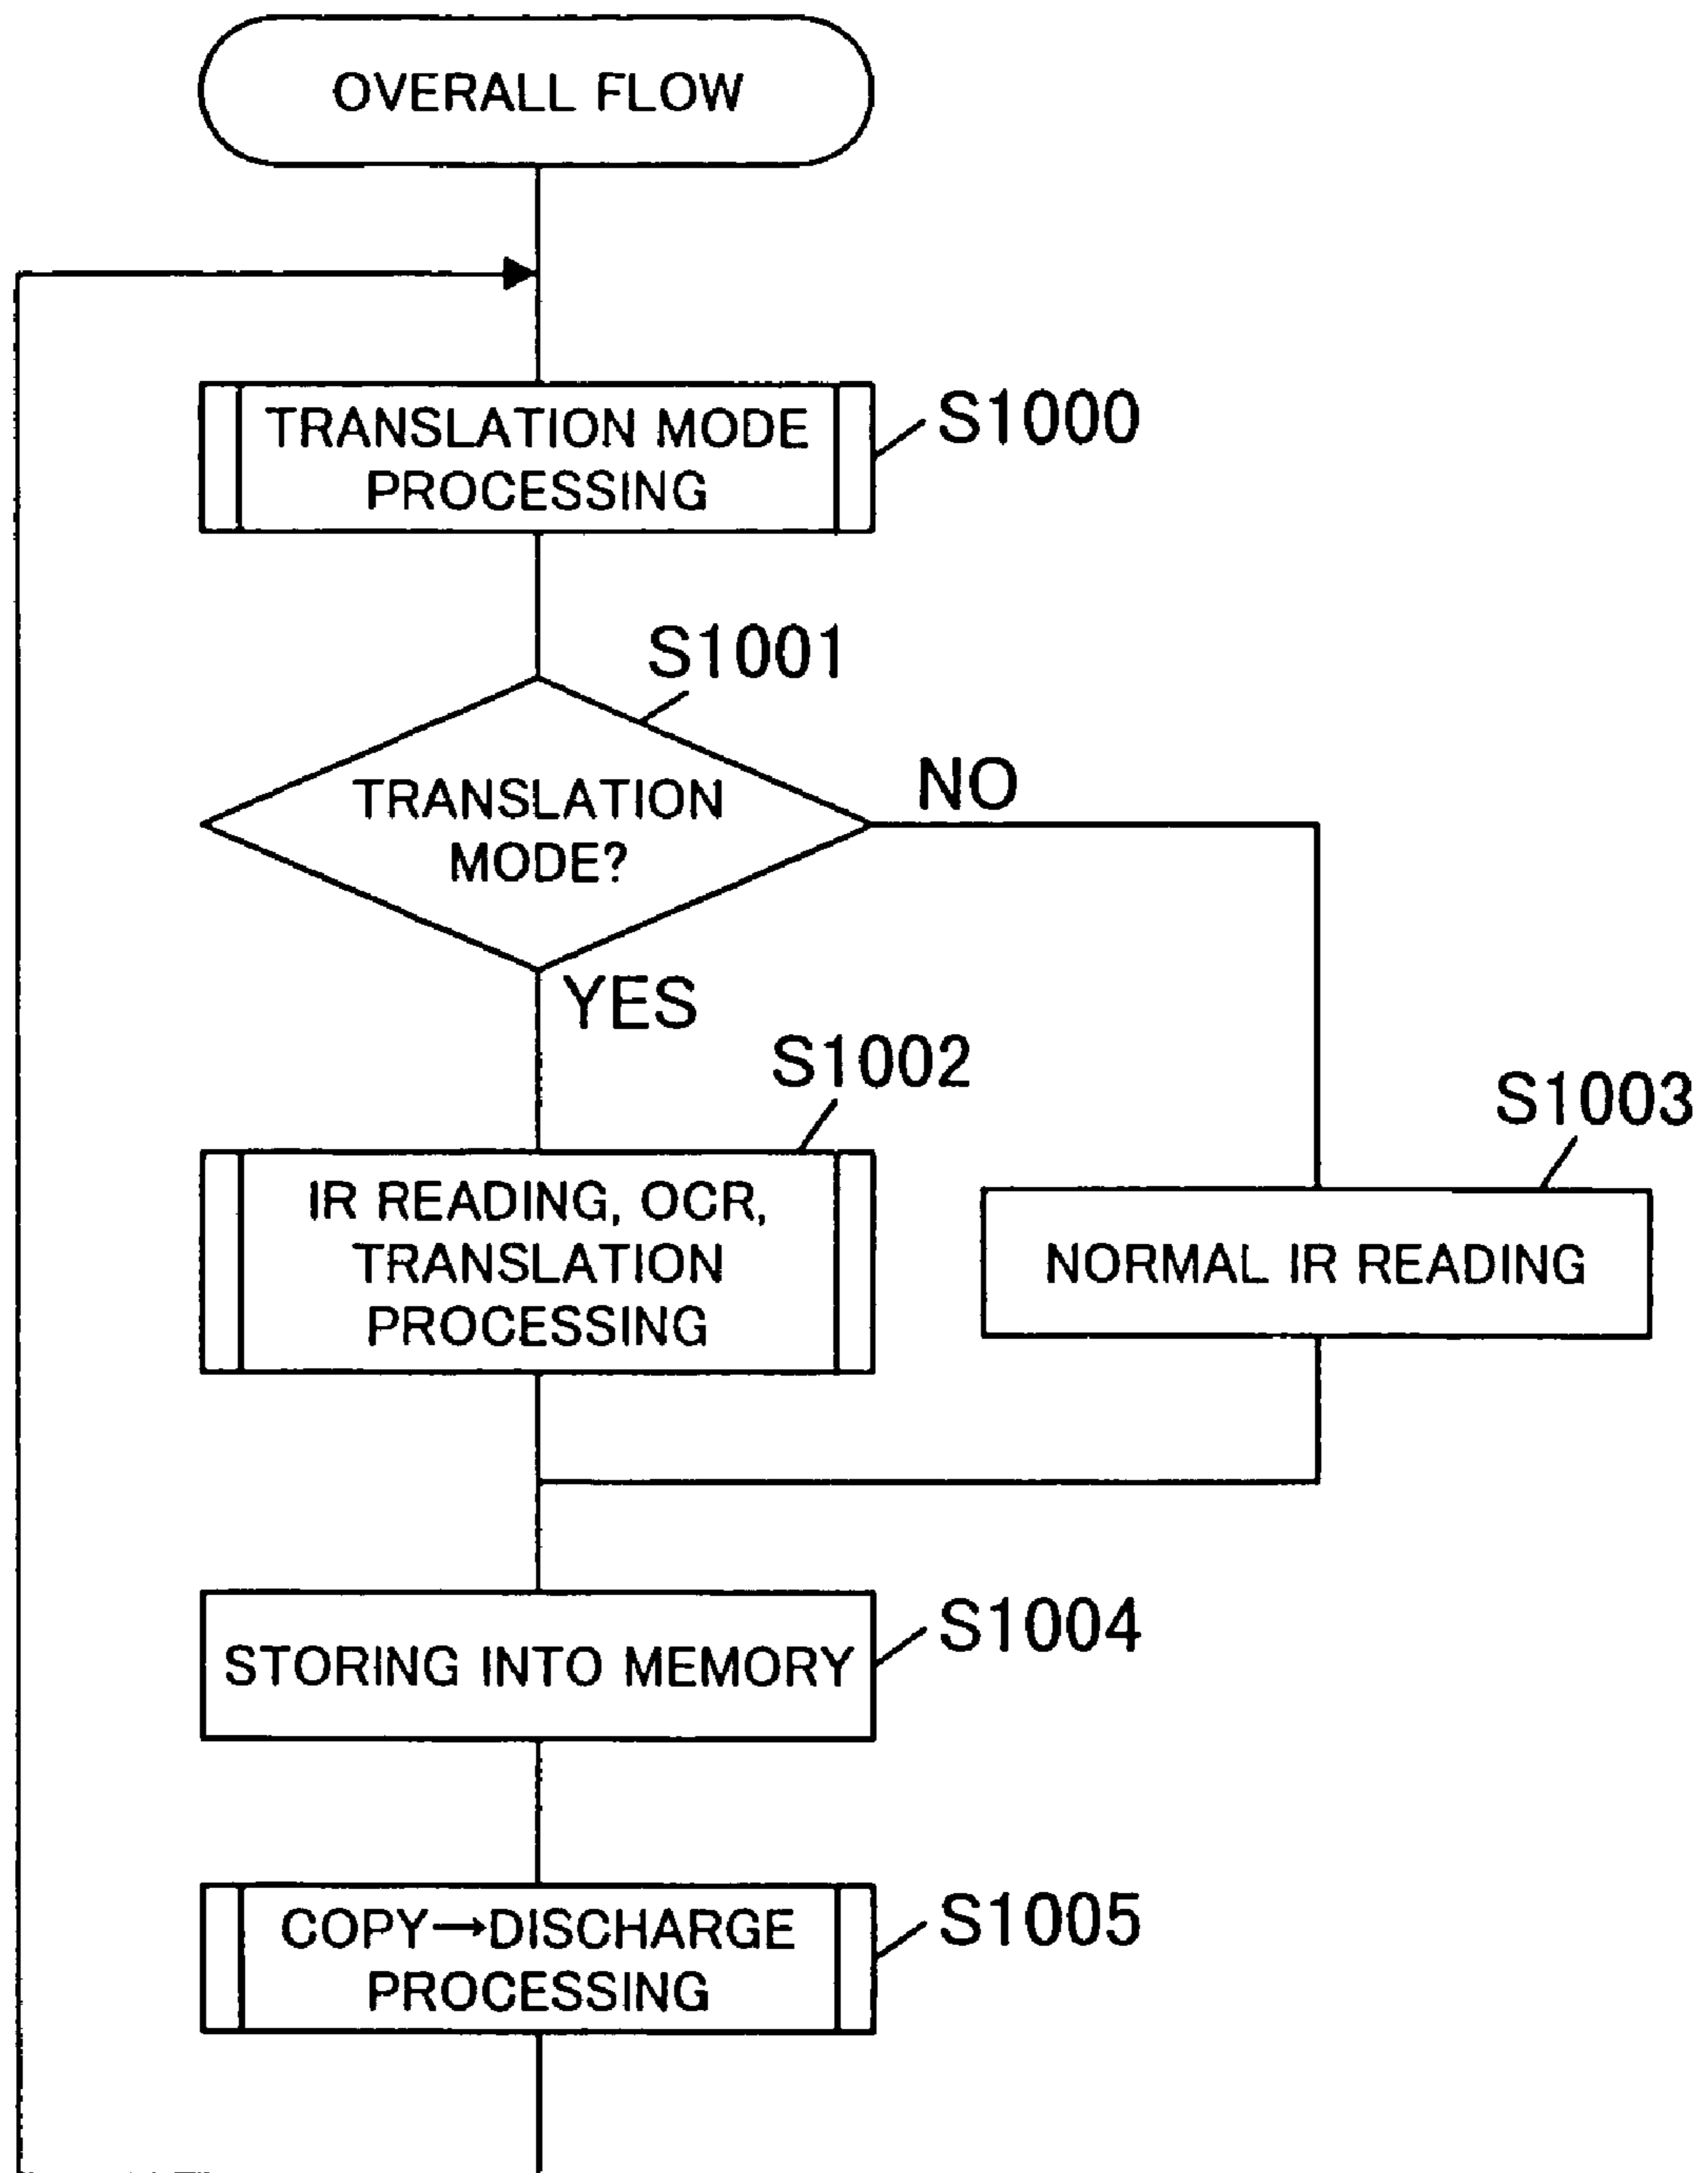 OVERALL FLOW
TRANSLATION MODE
PROCESSING
S1000
S1001
TRANSLATION
MODE?
NO
YES
S1002
IR READING, OCR,
TRANSLATION
PROCESSING
S1003
NORMAL IR READING
STORING INTO MEMORY
S1004
COPY→DISCHARGE
PROCESSING
S1005